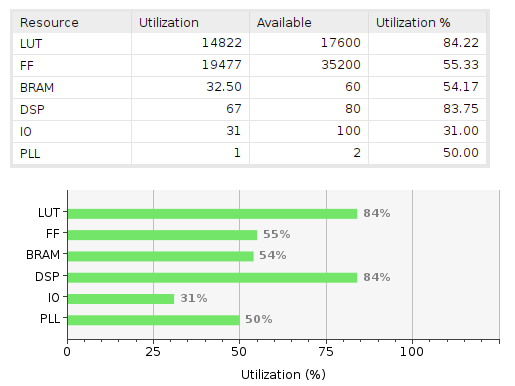 Resource Utilization Available Utilization %
LUT 14822 17600 84.22
FF 19477 35200 55.33
BRAM 32.50 60 54.17
DSP 67 80 83.75
IO 31 100 31.00
PLL 1 2 50.00
LUT 84%
FF 55%
BRAM 54%
DSP 84%
IO 31%
PLL 50%
0 25 50 75 100
Utilization (%)